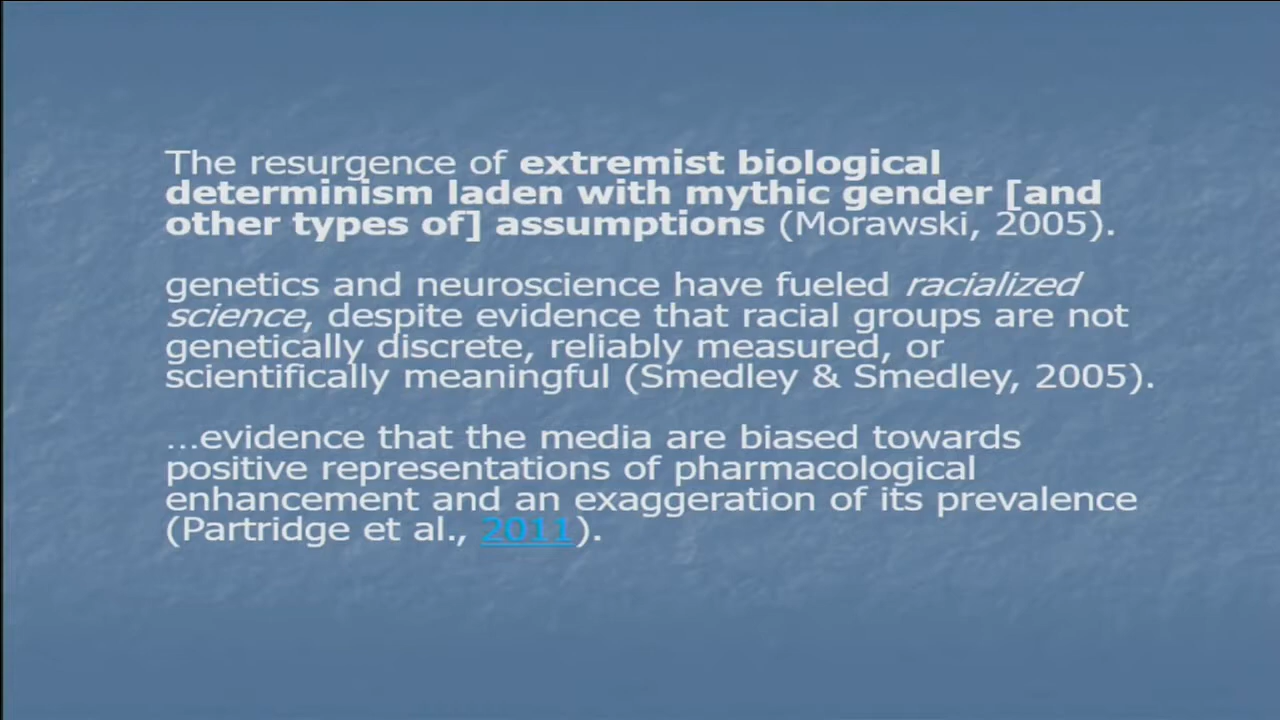 The resurgence of extremist biological
determinism laden with mythic gender [and
other types of] assumptions (Morawski, 2005).
genetics and neuroscience have fueled racialized
science, despite evidence that racial groups are not
genetically discrete, reliably measured, or
scientifically meaningful (Smedley & Smedley, 2005).
...evidence that the media are biased towards
positive representations of pharmacological
enhancement and an exaggeration of its prevalence
(Partridge et al., 2011).